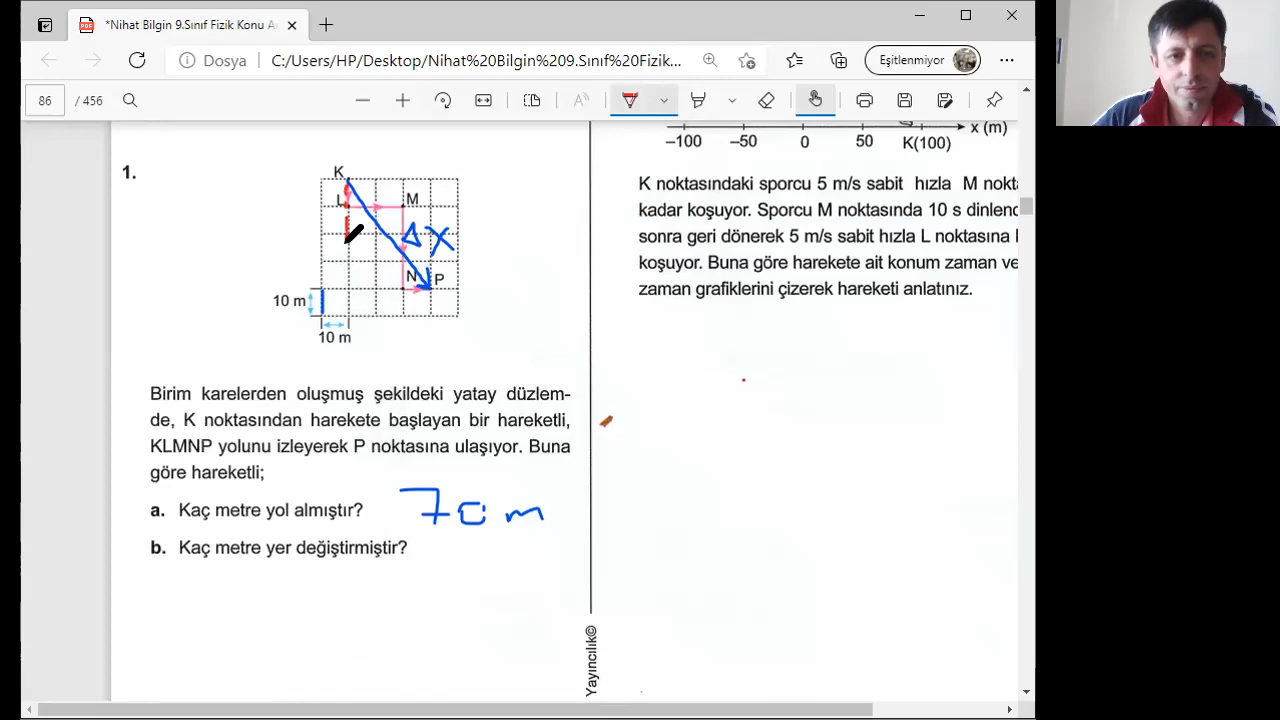 *Nihat Bilgin 9.Sınıf Fizik Konu A
Dosya
C:/Users/HP/Desktop/Nihat%20Bilgin%209.Sınıf%20Fizik%...
Eşitlenmiyor
86 / 456
x (m)
–100 –50 0 50 K(100)
1.
K
L M
Δ X
N P
10 m
10 m
K noktasındaki sporcu 5 m/s sabit hızla M nokt
kadar koşuyor. Sporcu M noktasında 10 s dinlen
sonra geri dönerek 5 m/s sabit hızla L noktasına
koşuyor. Buna göre harekete ait konum zaman ve
zaman grafiklerini çizerek hareketi anlatınız.
Birim karelerden oluşmuş şekildeki yatay düzlem-
de, K noktasından harekete başlayan bir hareketli,
KLMNP yolunu izleyerek P noktasına ulaşıyor. Buna
göre hareketli;
a. Kaç metre yol almıştır? 70 m
b. Kaç metre yer değiştirmiştir?
Yayıncılık©